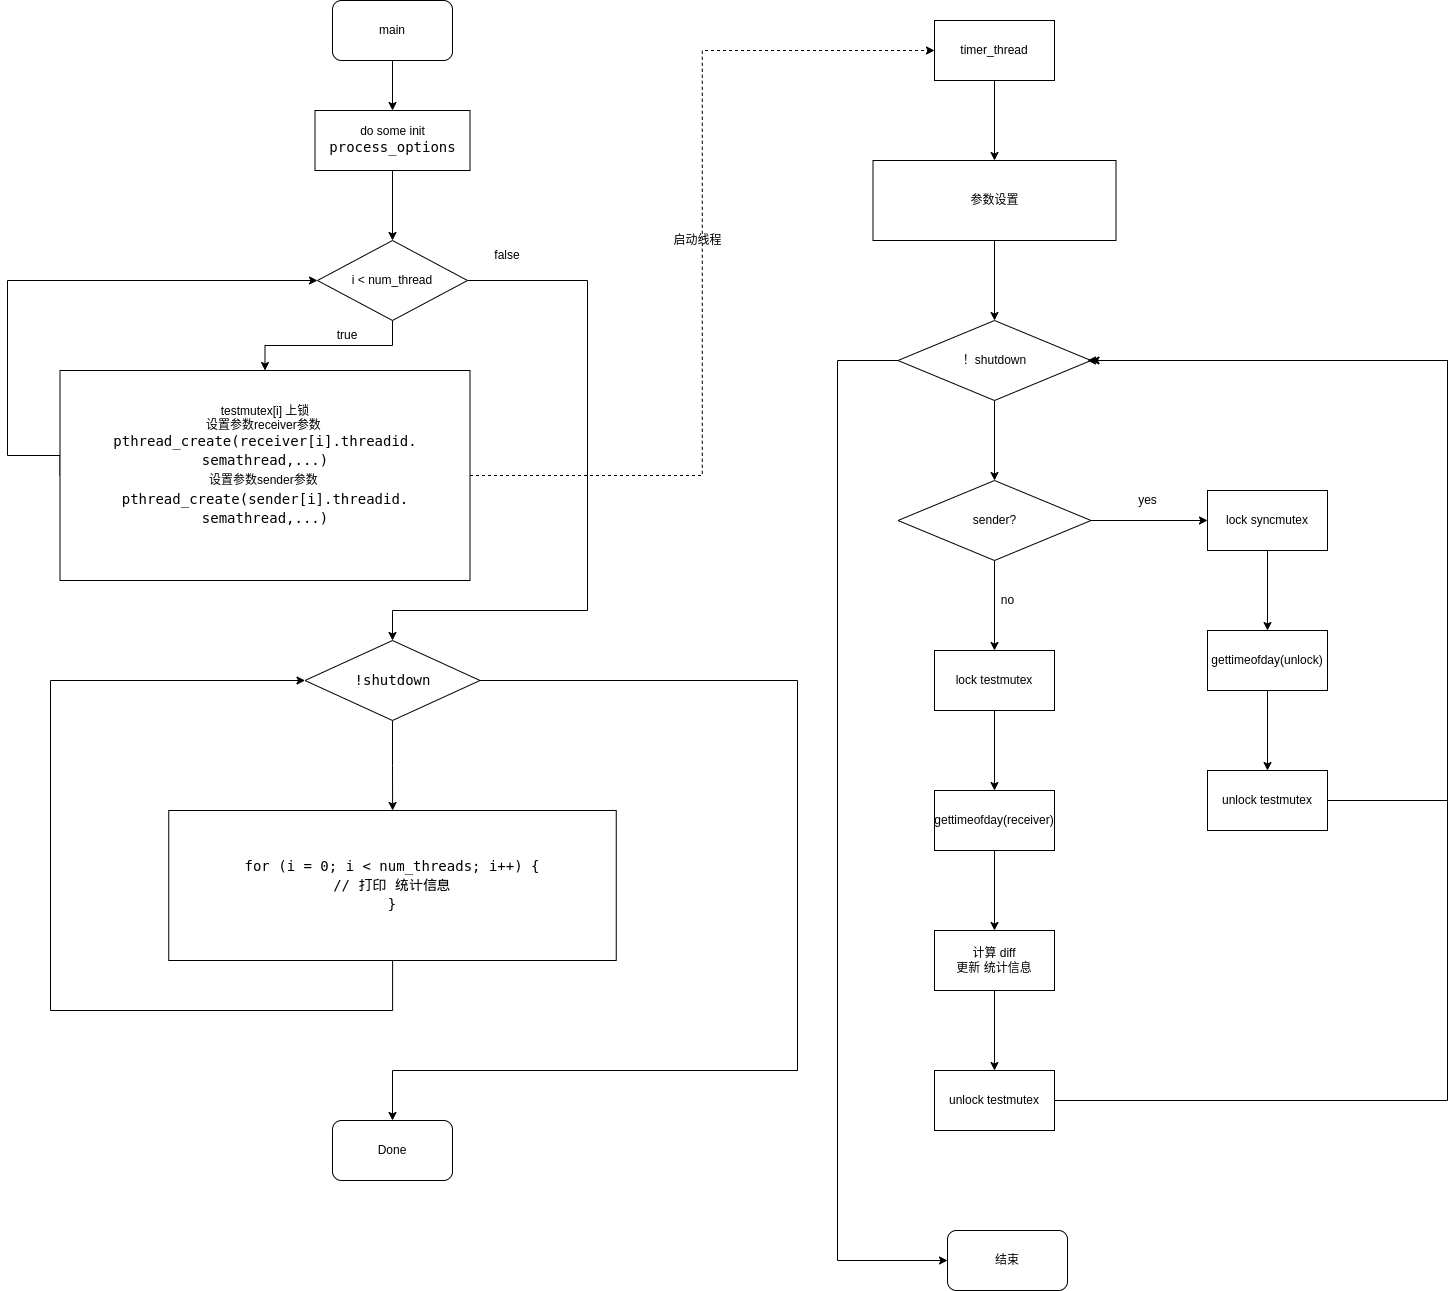 main
do some init
process_options
i < num_thread
false
true
testmutex[i] 上锁
设置参数receiver参数
pthread_create(receiver[i].threadid.
semathread,...)
设置参数sender参数
pthread_create(sender[i].threadid.
semathread,...)
!shutdown
for (i = 0; i < num_threads; i++) {
// 打印 统计信息
}
Done
启动线程
timer_thread
参数设置
！ shutdown
sender?
yes
no
lock syncmutex
gettimeofday(unlock)
unlock testmutex
lock testmutex
gettimeofday(receiver)
计算 diff
更新 统计信息
unlock testmutex
结束